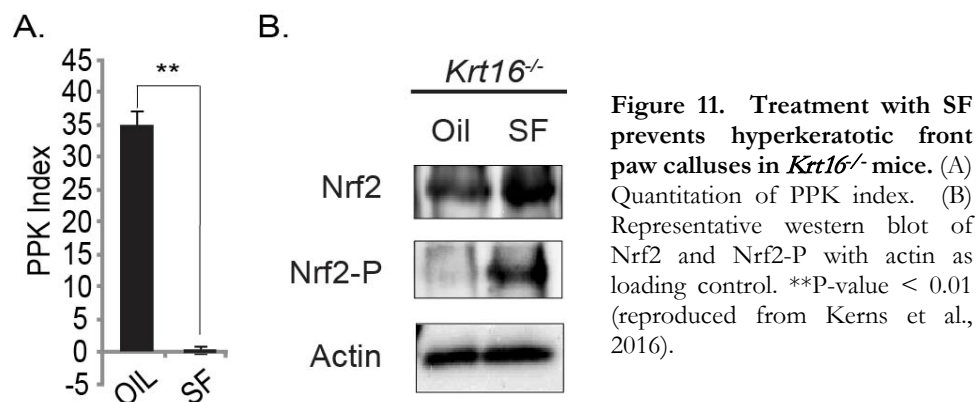 A.
45
40
35
30
25
20
15
10
5
0
-5
PPK Index
**
OIL
SF
B.
Krt16-/-
Oil SF
Nrf2
Nrf2-P
Actin
Figure 11. Treatment with SF
prevents hyperkeratotic front
paw calluses in Krt16-/- mice. (A)
Quantitation of PPK index. (B)
Representative western blot of
Nrf2 and Nrf2-P with actin as
loading control. **P-value < 0.01
(reproduced from Kerns et al.,
2016).